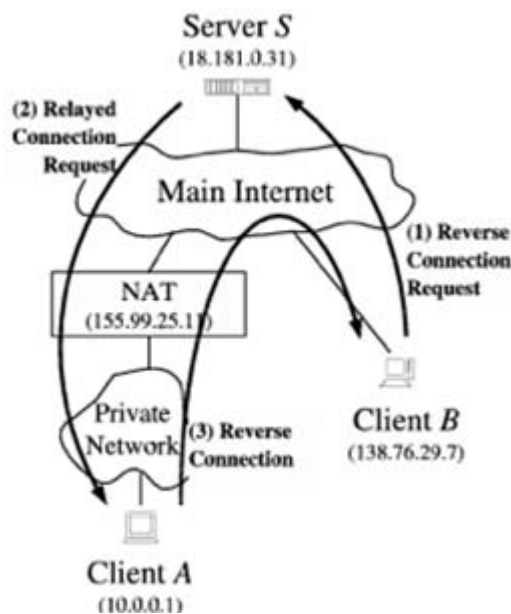 Server S
(18.181.0.31)
(2) Relayed
Connection
Request
Main Internet
(1) Reverse
Connection
Request
NAT
(155.99.25.11)
Private
Network
(3) Reverse
Connection
Client B
(138.76.29.7)
Client A
(10.0.0.1)